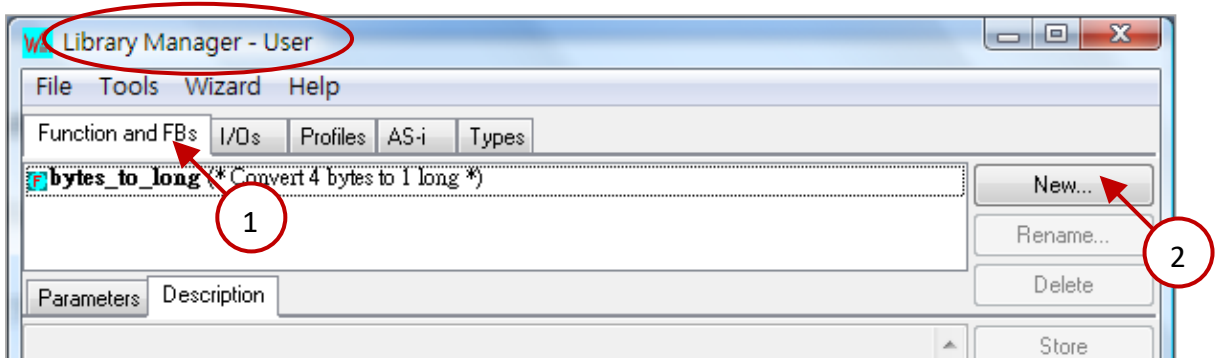 Library Manager - User
File Tools Wizard Help
Function and FBs I/Os Profiles AS-i Types
bytes_to_long (* Convert 4 bytes to 1 long *)
New...
1
Rename...
2
Delete
Parameters Description
Store